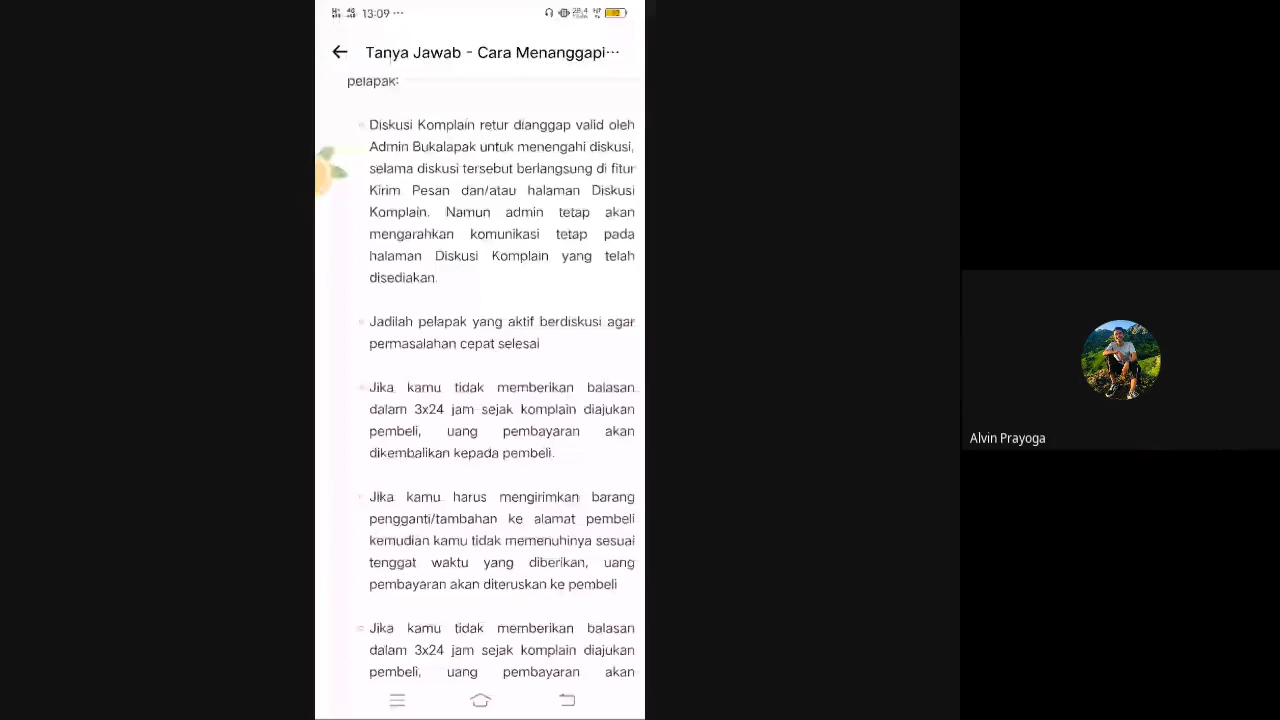 13:09 ···
Tanya Jawab - Cara Menanggapi···
pelapak:
Diskusi Komplain retur dianggap valid oleh
Admin Bukalapak untuk menengahi diskusi,
selama diskusi tersebut berlangsung di fitur
Kirim Pesan dan/atau halaman Diskusi
Komplain. Namun admin tetap akan
mengarahkan komunikasi tetap pada
halaman Diskusi Komplain yang telah
disediakan.
Jadilah pelapak yang aktif berdiskusi agar
permasalahan cepat selesai
Jika kamu tidak memberikan balasan
dalam 3x24 jam sejak komplain diajukan
pembeli, uang pembayaran akan
dikembalikan kepada pembeli.
Jika kamu harus mengirimkan barang
pengganti/tambahan ke alamat pembeli
kemudian kamu tidak memenuhinya sesuai
tenggat waktu yang diberikan, uang
pembayaran akan diteruskan ke pembeli
Jika kamu tidak memberikan balasan
dalam 3x24 jam sejak komplain diajukan
pembeli, uang pembayaran akan
Alvin Prayoga